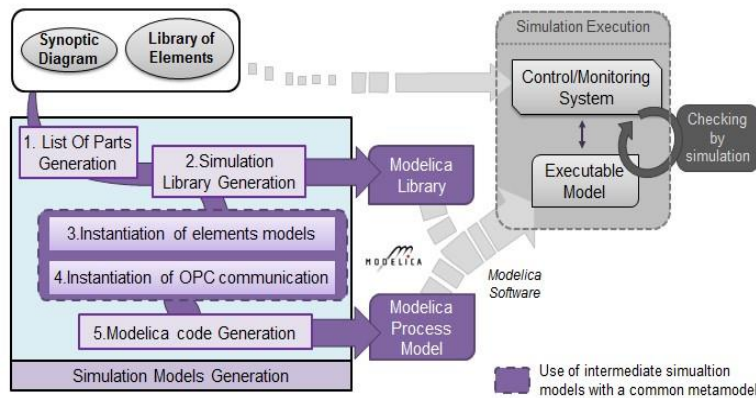 Synoptic
Diagram
Library of
Elements
Simulation Execution
Control/Monitoring
System
Checking
by
simulation
Executable
Model
1. List Of Parts
Generation
2.Simulation
Library Generation
Modelica
Library
3.Instantiation of elements models
4.Instantiation of OPC communication
MODELICA
Modelica
Software
5.Modelica code Generation
Modelica
Process
Model
Simulation Models Generation
Use of intermediate simualtion
models with a common metamodel